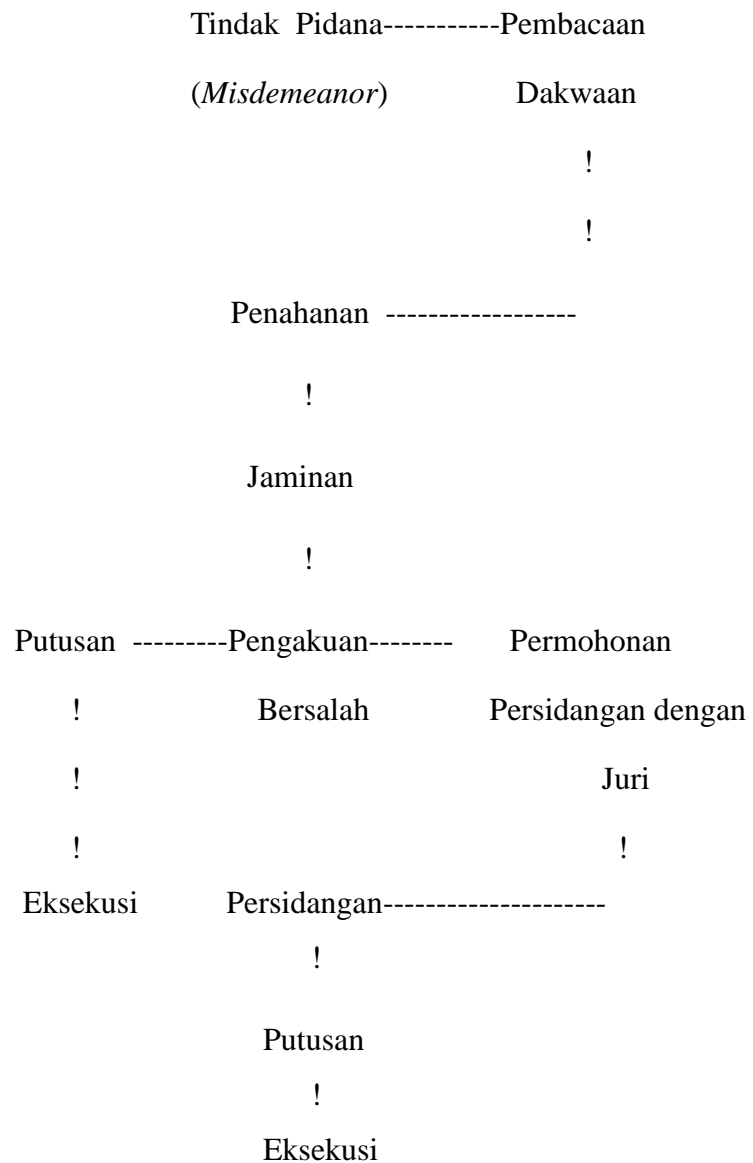 Tindak Pidana-----------Pembacaan
(Misdemeanor) Dakwaan
!
!
Penahanan ------------------
!
Jaminan
!
Putusan ---------Pengakuan-------- Permohonan
! Bersalah Persidangan dengan
! Juri
! !
Eksekusi Persidangan---------------------
!
Putusan
!
Eksekusi